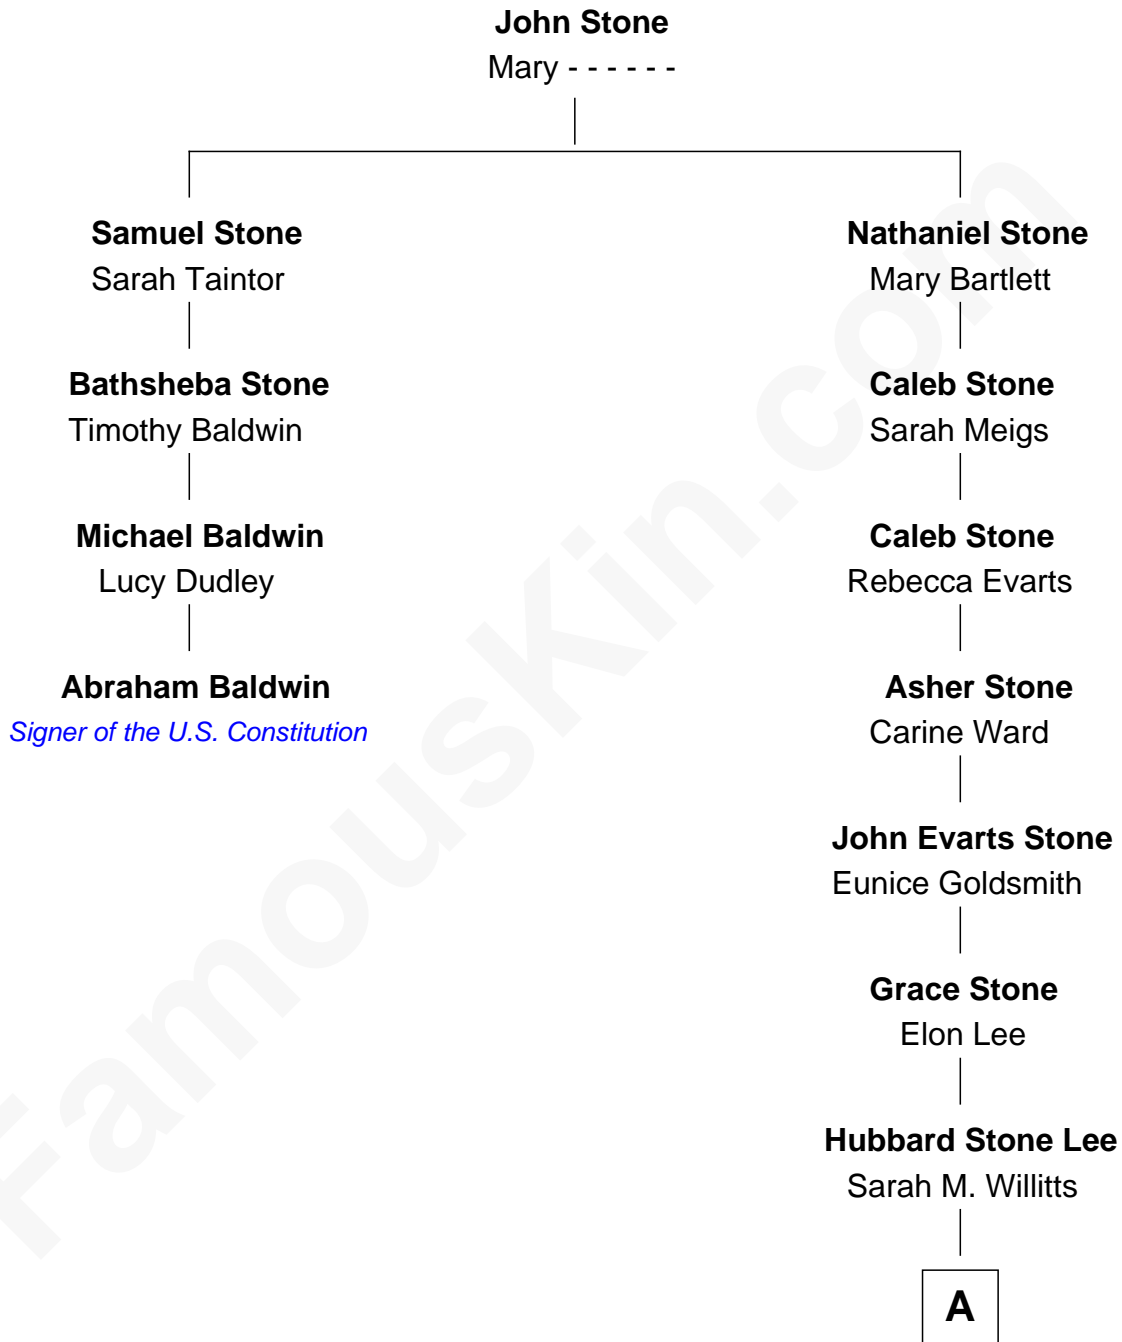 John Stone
Mary - - - - - -
Samuel Stone
Sarah Taintor
Nathaniel Stone
Mary Bartlett
Bathsheba Stone
Timothy Baldwin
Caleb Stone
Sarah Meigs
Michael Baldwin
Lucy Dudley
Caleb Stone
Rebecca Evarts
Abraham Baldwin
Signer of the U.S. Constitution
Asher Stone
Carine Ward
John Evarts Stone
Eunice Goldsmith
Grace Stone
Elon Lee
Hubbard Stone Lee
Sarah M. Willitts
A
FamousKin.com